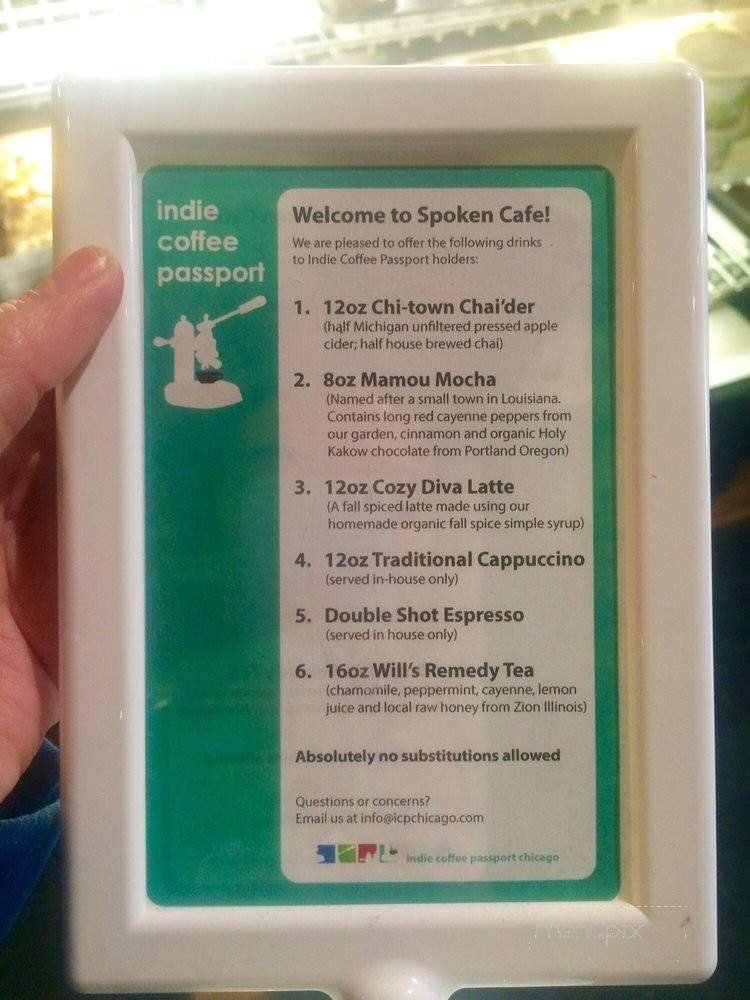 indie
coffee
passport
Welcome to Spoken Cafe!
We are pleased to offer the following drinks
to Indie Coffee Passport holders:
1. 12oz Chi-town Chai'der
(half Michigan unfiltered pressed apple
cider; half house brewed chai)
2. 8oz Mamou Mocha
(Named after a small town in Louisiana.
Contains long red cayenne peppers from
our garden, cinnamon and organic Holy
Kakow chocolate from Portland Oregon)
3. 12oz Cozy Diva Latte
(A fall spiced latte made using our
homemade organic fall spice simple syrup)
4. 12oz Traditional Cappuccino
(served in-house only)
5. Double Shot Espresso
(served in house only)
6. 16oz Will's Remedy Tea
(chamomile, peppermint, cayenne, lemon
juice and local raw honey from Zion Illinois)
Absolutely no substitutions allowed
Questions or concerns?
Email us at info@icpchicago.com
indie coffee passport chicago
menupix